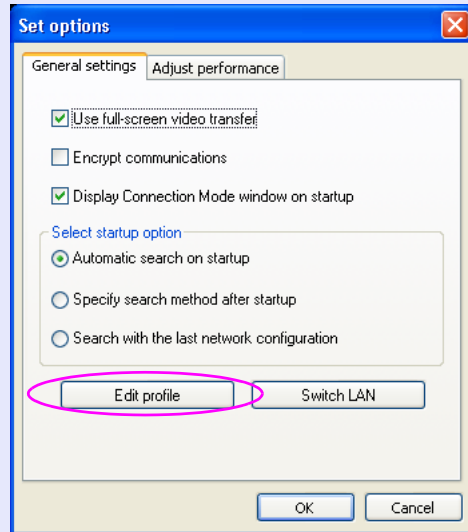 Set options
General settings Adjust performance
Use full-screen video transfer
Encrypt communications
Display Connection Mode window on startup
Select startup option
Automatic search on startup
Specify search method after startup
Search with the last network configuration
Edit profile Switch LAN
OK Cancel